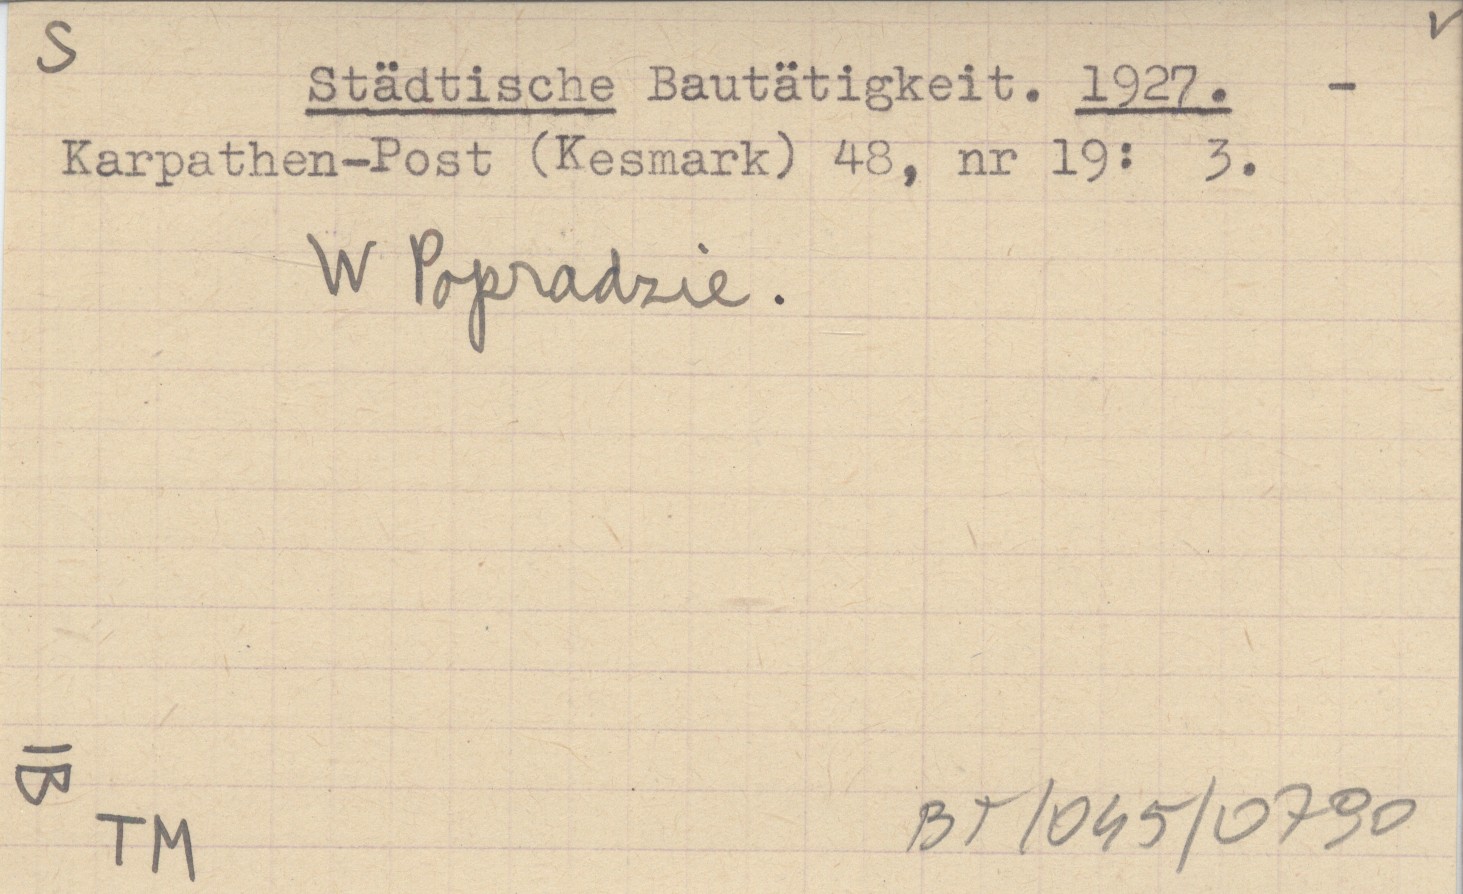 S
v
Städtische Bautätigkeit. 1927. -
Karpathen-Post (Kesmark) 48, nr 19: 3.
W Popradzie.
IB
TM
BT/045/0790